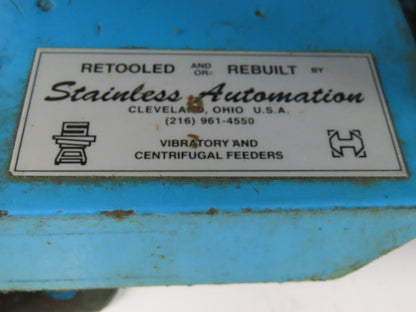 RETOOLED AND OR REBUILT BY
Stainless Automation
CLEVELAND, OHIO U.S.A.
(216) 961-4550
VIBRATORY AND
CENTRIFUGAL FEEDERS